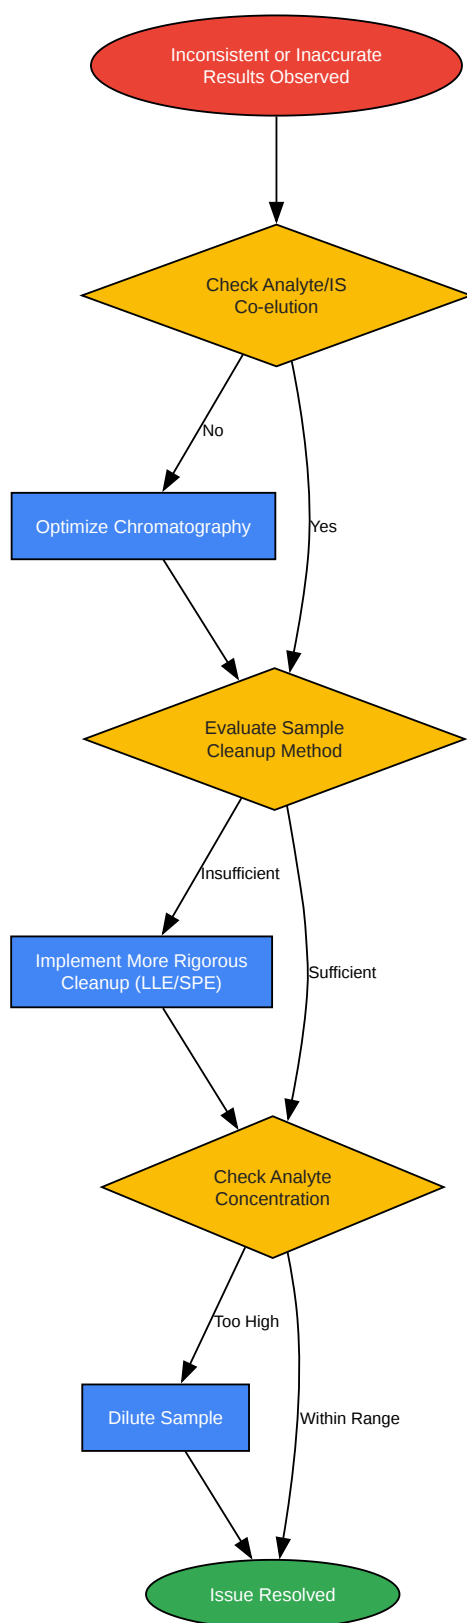 Inconsistent or Inaccurate
Results Observed
Check Analyte/IS
Co-elution
No
Optimize Chromatography
Yes
Evaluate Sample
Cleanup Method
Insufficient
Implement More Rigorous
Cleanup (LLE/SPE)
Sufficient
Check Analyte
Concentration
Too High
Dilute Sample
Within Range
Issue Resolved